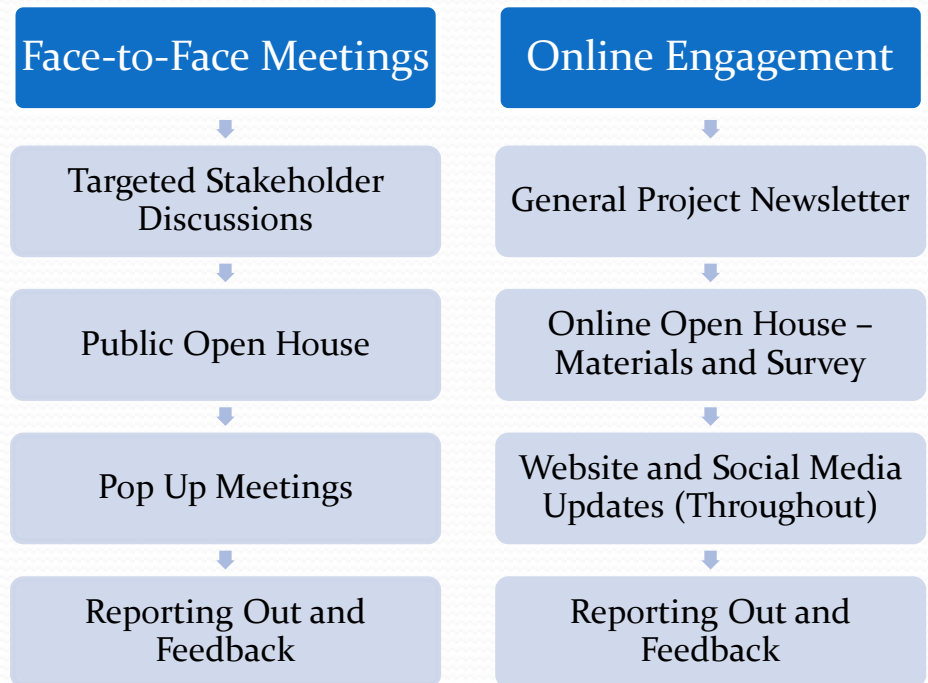 Face-to-Face Meetings
Targeted Stakeholder
Discussions
Public Open House
Pop Up Meetings
Reporting Out and
Feedback
Online Engagement
General Project Newsletter
Online Open House –
Materials and Survey
Website and Social Media
Updates (Throughout)
Reporting Out and
Feedback